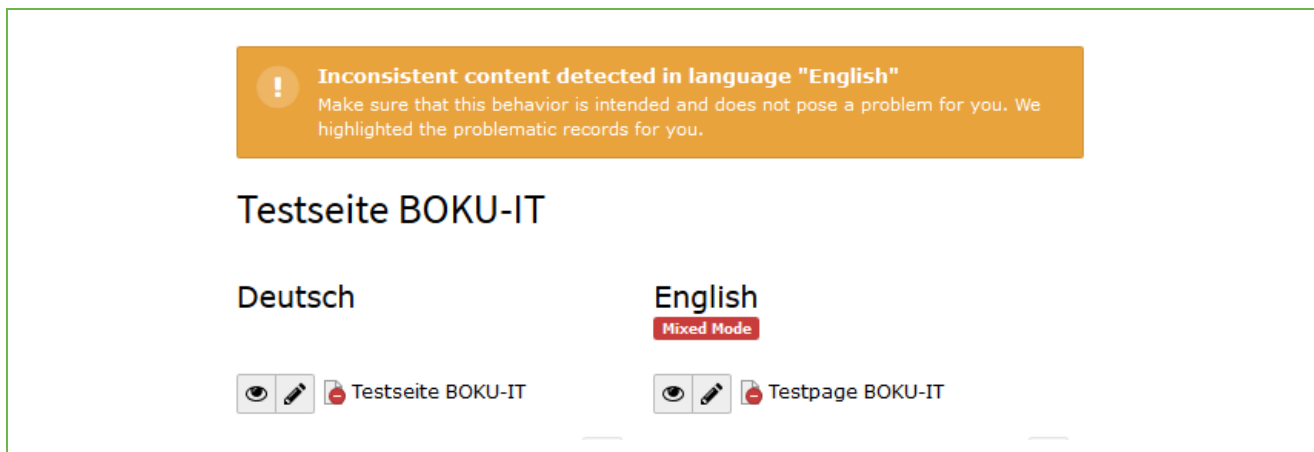 !
Inconsistent content detected in language "English"
Make sure that this behavior is intended and does not pose a problem for you. We
highlighted the problematic records for you.
Testseite BOKU-IT
Deutsch
English
Mixed Mode
Testseite BOKU-IT
Testpage BOKU-IT